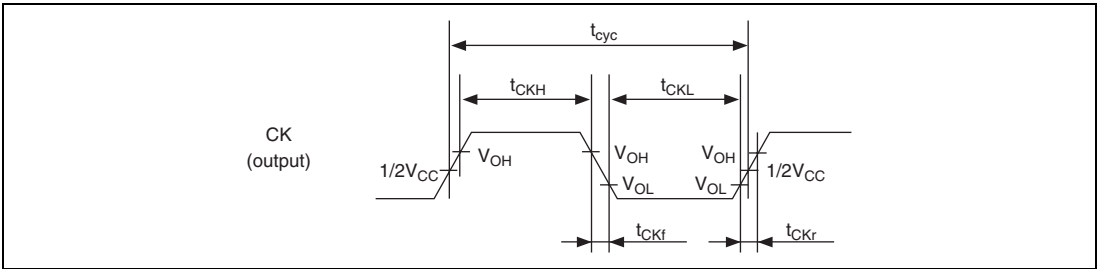 tcyc
tCKH
tCKL
CK
(output)
1/2VCC
VOH
VOH
VOL
VOH
VOL
1/2VCC
tCKf
tCKr